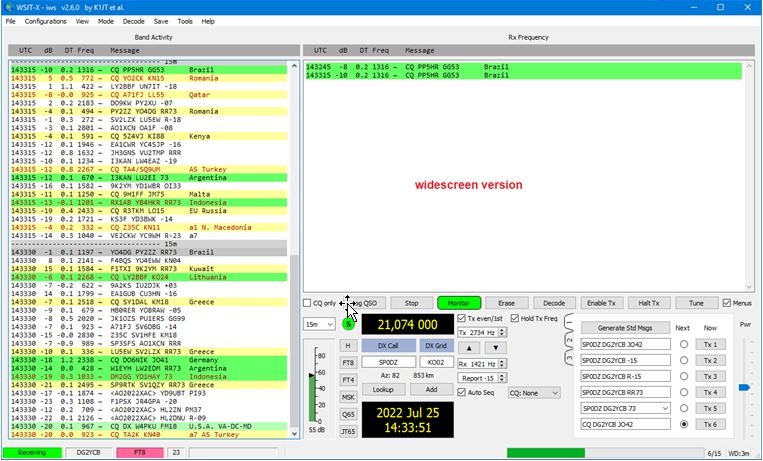 WSJT-X - iws v2.6.0 by K1JT et al.
File Configurations View Mode Decode Save Tools Help
Band Activity
UTC dB DT Freq Message
15m
143315 -10 0.2 1316 ~ CQ PP5HR GG53 Brazil
143315 5 0.5 772 ~ CQ YO2CK KN15 Romania
143315 1 1.1 422 ~ LY2BBF UN7IT -18
143315 -8 -0.0 925 ~ CQ A71FJ LL55 Qatar
143315 2 0.2 2183 ~ DO9KW PY2XU -07
143315 -4 0.1 494 ~ PY2ZZ YO4DG RR73 Romania
143315 -1 0.3 272 ~ SV2LZX LU5EW R-18
143315 -3 0.1 2801 ~ AO1XCN OA1F -08
143315 -4 0.1 591 ~ CQ 5Z4VJ KI88 Kenya
143315 -12 0.1 1946 ~ EA1CWR YC4SJP -16
143315 -12 0.8 1632 ~ JH3GNS VU2TMP RRR
143315 -10 0.1 1234 ~ I3KAN LW4EAZ -19
143315 -12 0.8 2267 ~ CQ TA4/SQ9UM AS Turkey
143315 -12 0.1 670 ~ I3KAN LU2EI 73 Argentina
143315 -16 0.1 1582 ~ 9K2YM YD1WBR OI33
143315 -11 0.1 1250 ~ CQ 9H1FF JM75 Malta
143315 -13 -0.1 1201 ~ RX1AB YB4HKR RR73 Indonesia
143315 -19 0.4 2433 ~ CQ R3TKM LO15 EU Russia
143315 -19 0.2 1721 ~ KS3F YD3BWK -14
143315 -4 0.2 332 ~ CQ Z35C KN11 a1 N. Macedonia
143315 -14 0.3 1040 ~ VE2CKW YC9WH R-23 a7
15m
143330 -1 0.1 1197 ~ YO4DG PY2ZZ RR73 Brazil
143330 8 0.1 2141 ~ F4BQS YU4EWW KN04
143330 15 0.1 1584 ~ F1TXI 9K2YM RR73 Kuwait
143330 -6 0.1 2268 ~ CQ LY2BBF KO24 Lithuania
143330 -7 -0.2 622 ~ 9A2KS IU2DJK +03
143330 14 0.1 1799 ~ EA1GUB CU3HN -16
143330 -7 0.1 2518 ~ CQ SY1DAL KM18 Greece
143330 -9 0.1 679 ~ HB0RER YO8RAW -05
143330 8 0.5 2020 ~ JK1OZS PU1ERS GG99
143330 -7 0.1 923 ~ A71FJ SV6DBG -14
143330 -15 -0.0 2830 ~ Z35C SV1HFE KM18
143330 -7 -0.9 989 ~ SP3SFS AO1XCN RRR
143330 -10 0.1 336 ~ LU5EW SV2LZX RR73 Greece
143330 -18 1.2 2338 ~ CQ DO6NIK JO41 Germany
143330 -14 0.0 428 ~ W1EYM LW2EOM RR73 Argentina
143330 -19 0.3 1033 ~ DM2GG YD1HAY 73 Indonesia
143330 -21 0.1 2495 ~ SP9RTK SV1QZY RR73 Greece
143330 -17 -0.1 1874 ~ <AO2022XAC> YD9UBT PI93
143330 -23 0.3 1108 ~ F1PSX JR4GPA -20
143330 -12 0.2 709 ~ <AO2022XAC> HL2ZN PM37
143330 -22 0.1 2126 ~ <AO2022XAC> HL2DNU R-09
143330 -20 0.1 967 ~ CQ DX W4PKU FM18 U.S.A. VA-DC-MD
143330 -20 0.0 923 ~ CQ TA2K KN40 a7 AS Turkey
Rx Frequency
UTC dB DT Freq Message
143245 -8 0.2 1316 ~ CQ PP5HR GG53 Brazil
143315 -10 0.2 1316 ~ CQ PP5HR GG53 Brazil
widescreen version
CQ only Log QSO Stop Monitor Erase Decode Enable Tx Halt Tx Tune Menus
15m S 21,074 000 Tx even/1st Hold Tx Freq
Tx 2734 Hz
80
60
40
20
0
55 dB
H
FT8
FT4
MSK
Q65
JT65
DX Call DX Grid
SP0DZ KO02
Az: 82 853 km
Lookup Add
2022 Jul 25
14:33:51
Rx 1421 Hz
Report -15
Auto Seq CQ: None
1
2
3
Generate Std Msgs Next Now Pwr
SP0DZ DG2YCB JO42 Tx 1
SP0DZ DG2YCB -15 Tx 2
SP0DZ DG2YCB R-15 Tx 3
SP0DZ DG2YCB RR73 Tx 4
SP0DZ DG2YCB 73 Tx 5
CQ DG2YCB JO42 Tx 6
Receiving DG2YCB FT8 23 6/15 WD:3m